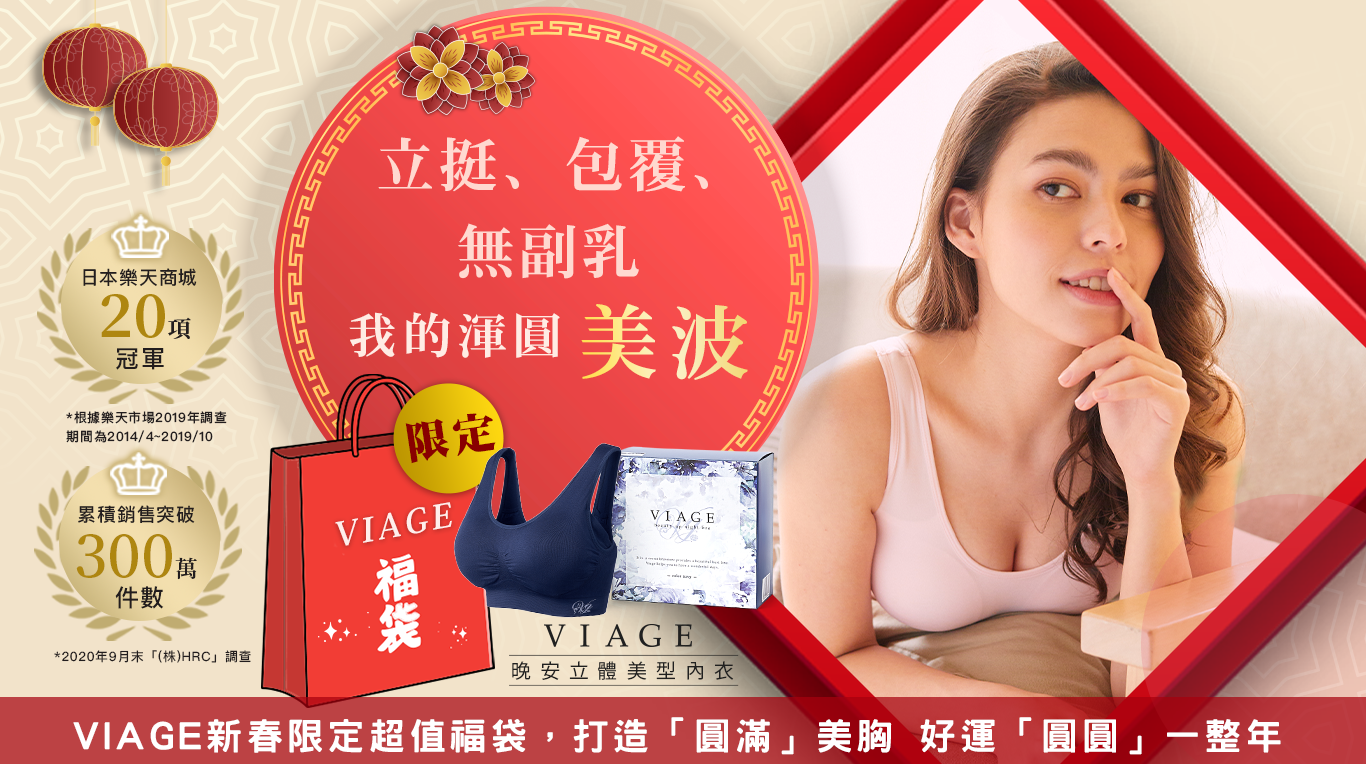 立挺、包覆、
無副乳
我的渾圓 美波
日本樂天商城
20項
冠軍
*根據樂天市場2019年調查
期間為2014/4~2019/10
累積銷售突破
300萬
件數
*2020年9月末「(株)HRC」調查
限定
VIAGE
福袋
VIAGE
beauty up night bra
VIAGE
晚安立體美型內衣
VIAGE新春限定超值福袋,打造「圓滿」美胸 好運「圓圓」一整年